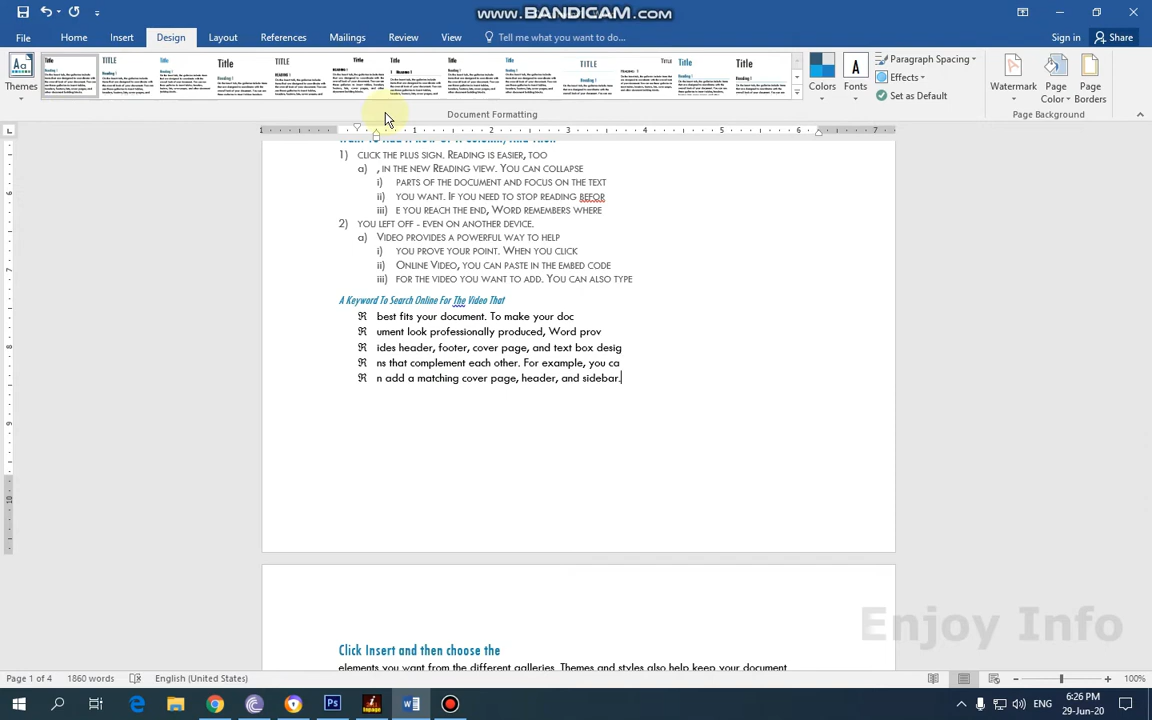 www.BANDICAM.com
File Home Insert Design Layout References Mailings Review View Tell me what you want to do... Sign in Share
Themes
Title
Colors
Fonts
Paragraph Spacing
Effects
Set as Default
Watermark
Page Color
Page Borders
Document Formatting
Page Background
1) CLICK THE PLUS SIGN. READING IS EASIER, TOO
a) , IN THE NEW READING VIEW. YOU CAN COLLAPSE
i) PARTS OF THE DOCUMENT AND FOCUS ON THE TEXT
ii) YOU WANT. IF YOU NEED TO STOP READING BEFOR
iii) E YOU REACH THE END, WORD REMEMBERS WHERE
2) YOU LEFT OFF - EVEN ON ANOTHER DEVICE.
a) VIDEO PROVIDES A POWERFUL WAY TO HELP
i) YOU PROVE YOUR POINT. WHEN YOU CLICK
ii) ONLINE VIDEO, YOU CAN PASTE IN THE EMBED CODE
iii) FOR THE VIDEO YOU WANT TO ADD. YOU CAN ALSO TYPE
A Keyword To Search Online For The Video That
ℜ best fits your document. To make your doc
ℜ ument look professionally produced, Word prov
ℜ ides header, footer, cover page, and text box desig
ℜ ns that complement each other. For example, you ca
ℜ n add a matching cover page, header, and sidebar.
Enjoy Info
Click Insert and then choose the
elements you want from the different galleries. Themes and styles also help keep your document
Page 1 of 4 1860 words English (United States) 100%
ENG 6:26 PM
29-Jun-20